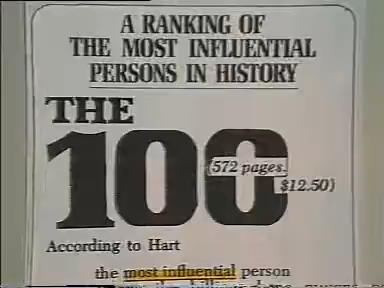 A RANKING OF
THE MOST INFLUENTIAL
PERSONS IN HISTORY
THE
100
(572 pages.
$12.50)
According to Hart
the most influential person